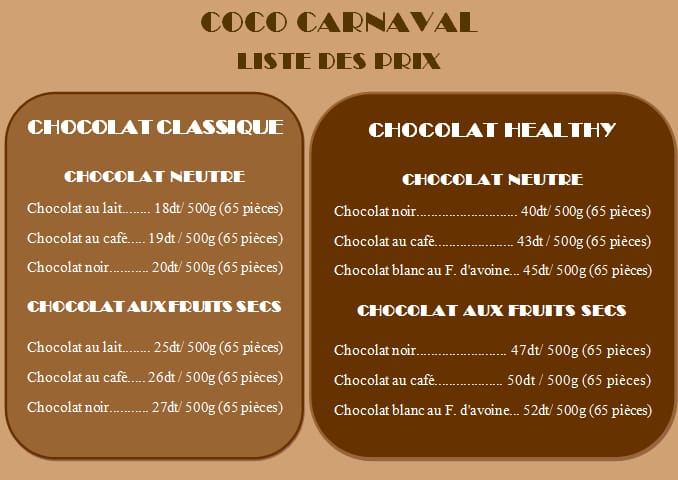 COCO CARNAVAL
LISTE DES PRIX
CHOCOLAT CLASSIQUE
CHOCOLAT NEUTRE
Chocolat au lait........ 18dt/ 500g (65 pièces)
Chocolat au café..... 19dt/ 500g (65 pièces)
Chocolat noir........... 20dt/ 500g (65 pièces)
CHOCOLAT AUX FRUITS SECS
Chocolat au lait........ 25dt/ 500g (65 pièces)
Chocolat au café..... 26dt/ 500g (65 pièces)
Chocolat noir........... 27dt/ 500g (65 pièces)
CHOCOLAT HEALTHY
CHOCOLAT NEUTRE
Chocolat noir............................ 40dt/ 500g (65 pièces)
Chocolat au café...................... 43dt/ 500g (65 pièces)
Chocolat blanc au F. d'avoine... 45dt/ 500g (65 pièces)
CHOCOLAT AUX FRUITS SECS
Chocolat noir......................... 47dt/ 500g (65 pièces)
Chocolat au café................... 50dt / 500g (65 pièces)
Chocolat blanc au F. d'avoine... 52dt/ 500g (65 pièces)